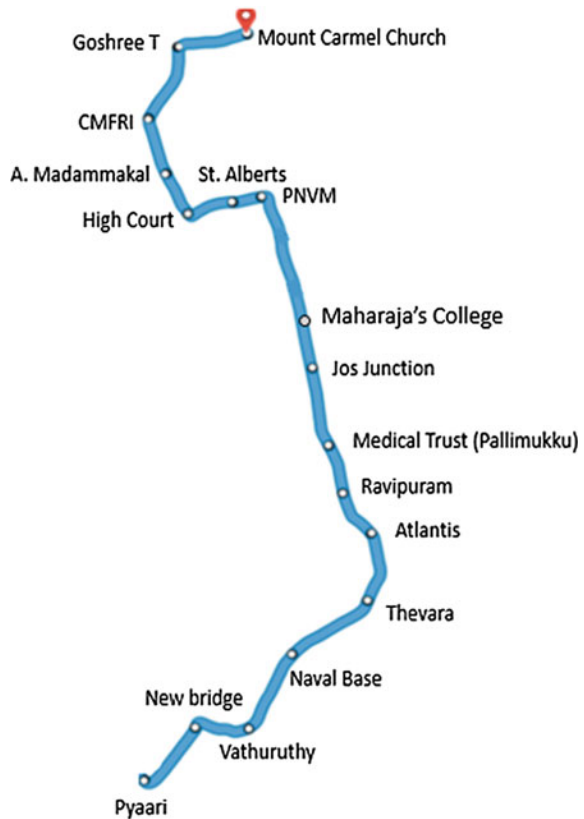 Goshree T
Mount Carmel Church
CMFRI
A. Madammakal
St. Alberts
PNVM
High Court
Maharaja's College
Jos Junction
Medical Trust (Pallimukku)
Ravipuram
Atlantis
Thevara
Naval Base
New bridge
Vathuruthy
Pyaari